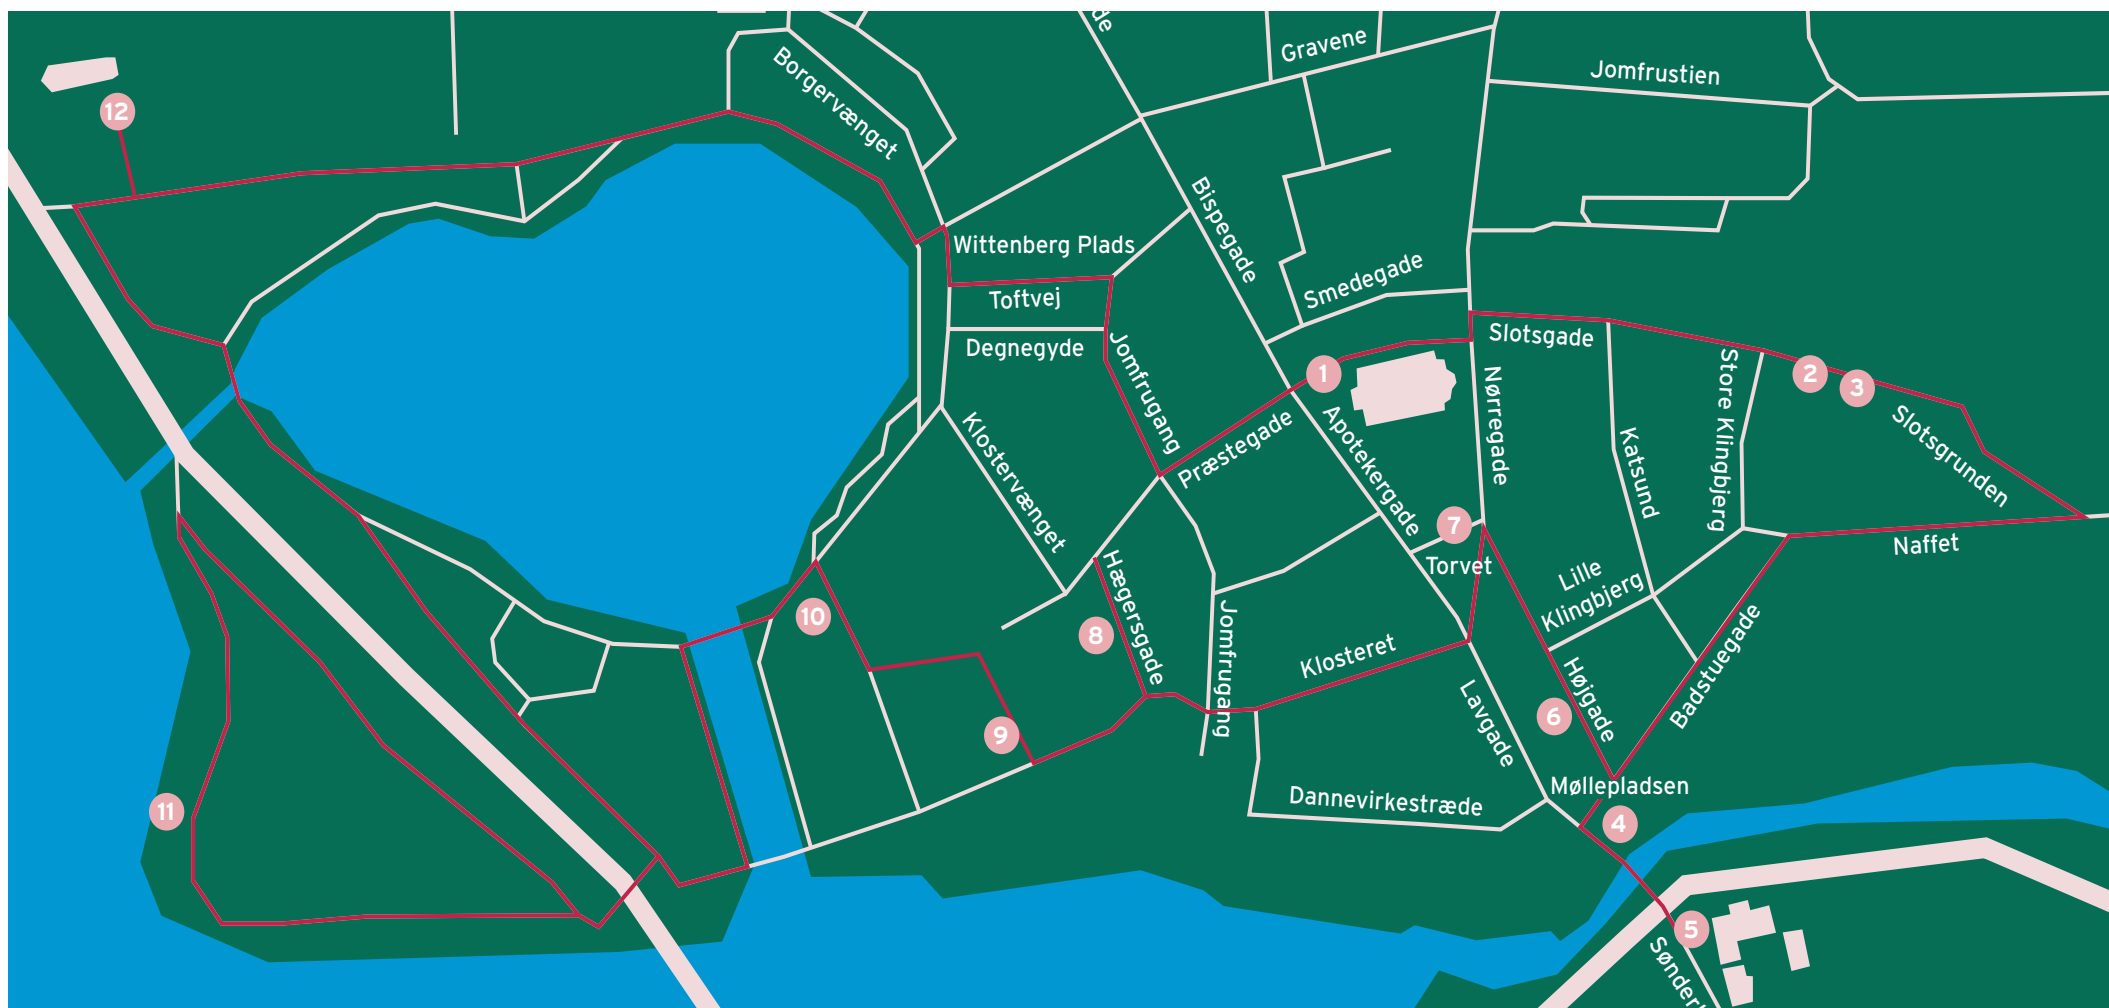 de
Gravene
Jomfrustien
Borgervænget
12
Bispegade
Wittenberg Plads
Smedegade
Toftvej
Slotsgade
Degnegyde
Jomfrugang
1
2
3
Store Klingbjerg
Nørregade
Slotsgrunden
Klostervænget
Præstegade
Apotekergade
Katsund
7
Torvet
Naffet
Lille
Klingbjerg
Hægersgade
10
8
Jomfrugang
Klosteret
Badstuegade
Højgade
6
Lavgade
9
Møllepladsen
Dannevirkestræde
11
4
5